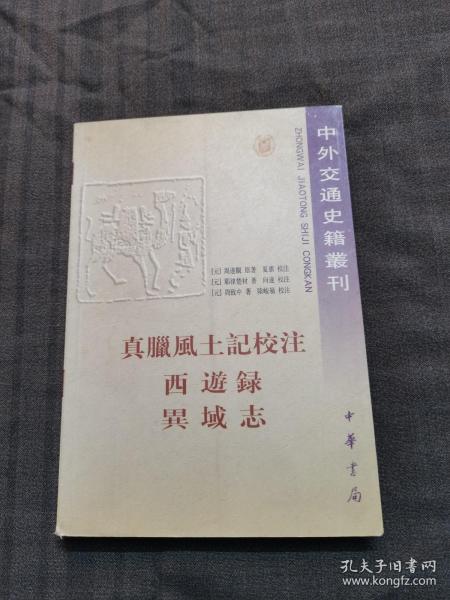 中外交通史籍叢刊
ZHONGWAI JIAOTONG SHIJI CONGKAN
[元] 周達觀 原著 夏鼐 校注
[元] 耶律楚材 著 向達 校注
[元] 周致中 著 陸峻嶺 校注
真臘風土記校注
西遊録
異域志
中華書局
孔夫子旧书网
www.kongfz.com